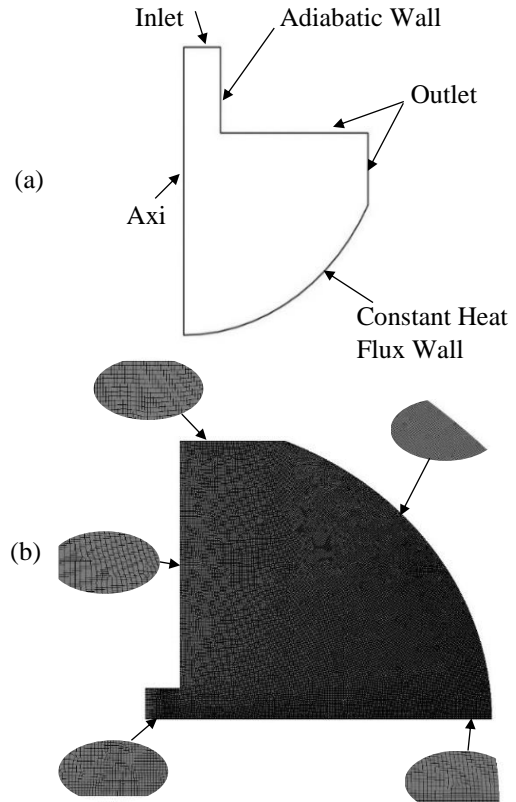 Inlet
Adiabatic Wall
Outlet
(a)
Axi
Constant Heat
Flux Wall
(b)